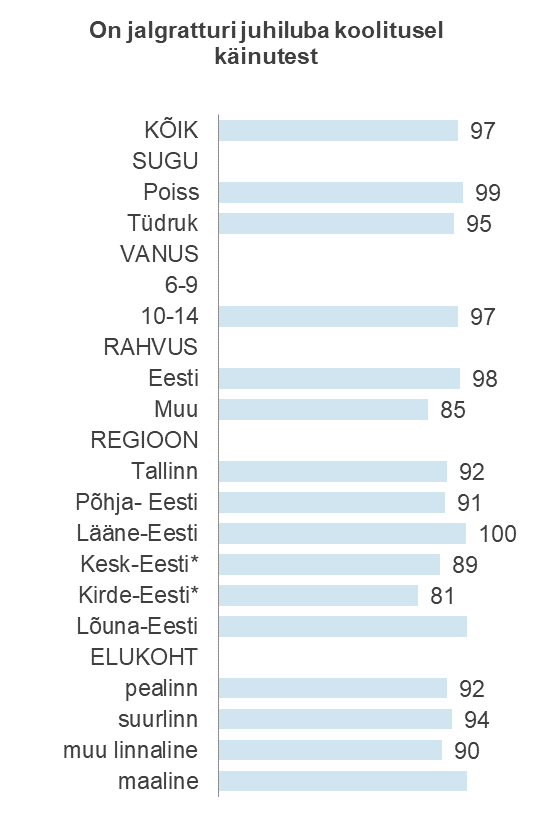 On jalgratturi juhiluba koolitusel
käinutest
KÕIK 97
SUGU
Poiss 99
Tüdruk 95
VANUS
6-9
10-14 97
RAHVUS
Eesti 98
Muu 85
REGIOON
Tallinn 92
Põhja- Eesti 91
Lääne-Eesti 100
Kesk-Eesti* 89
Kirde-Eesti* 81
Lõuna-Eesti
ELUKOHT
pealinn 92
suurlinn 94
muu linnaline 90
maaline